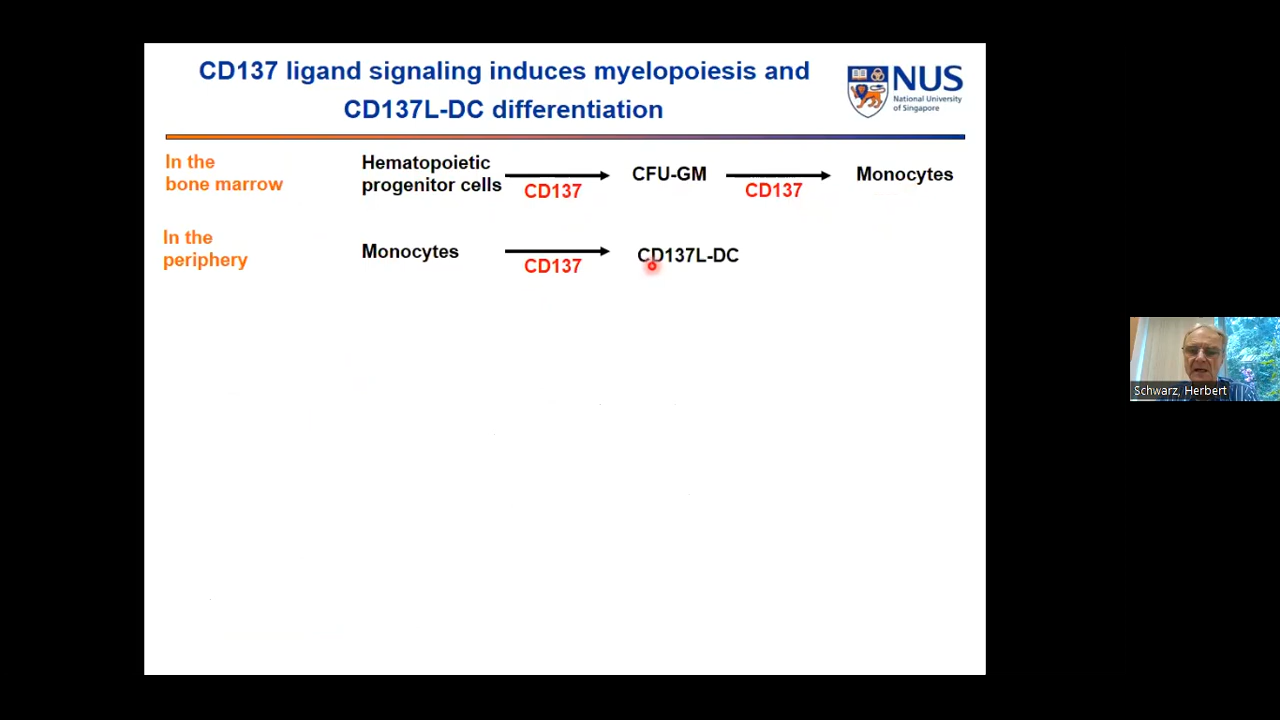 CD137 ligand signaling induces myelopoiesis and
CD137L-DC differentiation
NUS
National University
of Singapore
In the
bone marrow
Hematopoietic
progenitor cells
CD137
CFU-GM
CD137
Monocytes
In the
periphery
Monocytes
CD137
CD137L-DC
Schwarz, Herbert